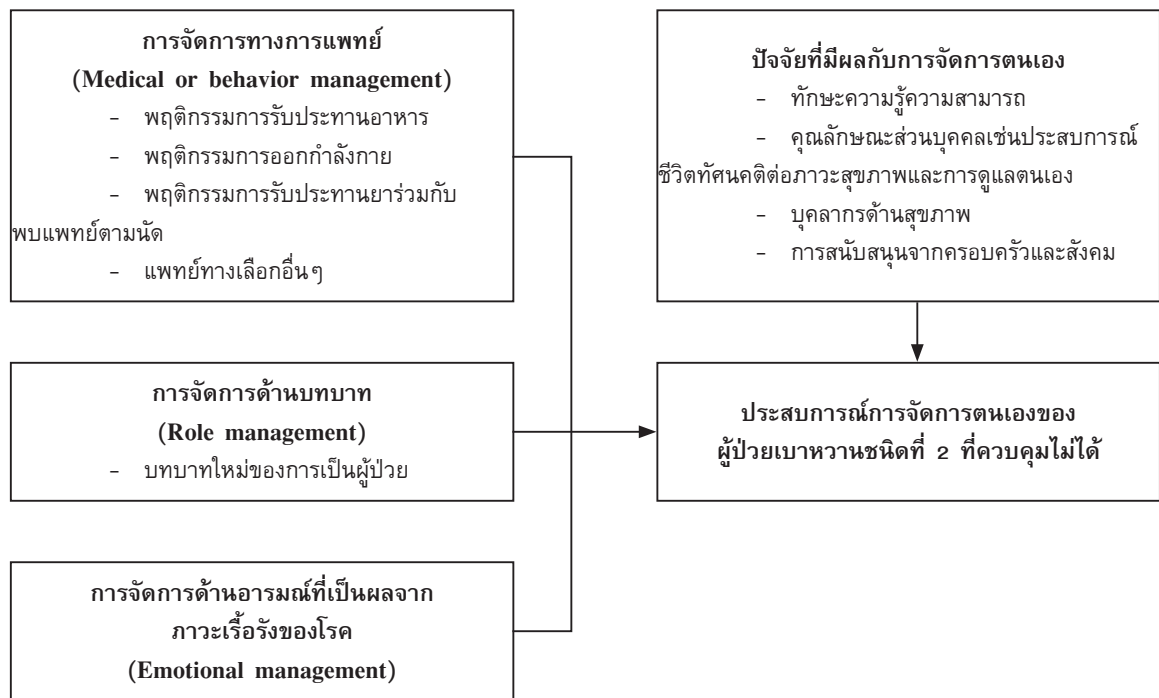 การจัดการทางการแพทย์
(Medical or behavior management)
- พฤติกรรมการรับประทานอาหาร
- พฤติกรรมการออกกำลังกาย
- พฤติกรรมการรับประทานยาร่วมกับ
พบแพทย์ตามนัด
- แพทย์ทางเลือกอื่นๆ
การจัดการด้านบทบาท
(Role management)
- บทบาทใหม่ของการเป็นผู้ป่วย
การจัดการด้านอารมณ์ที่เป็นผลจาก
ภาวะเรื้อรังของโรค
(Emotional management)
ปัจจัยที่มีผลกับการจัดการตนเอง
- ทักษะความรู้ความสามารถ
- คุณลักษณะส่วนบุคคลเช่นประสบการณ์
ชีวิตทัศนคติต่อภาวะสุขภาพและการดูแลตนเอง
- บุคลากรด้านสุขภาพ
- การสนับสนุนจากครอบครัวและสังคม
ประสบการณ์การจัดการตนเองของ
ผู้ป่วยเบาหวานชนิดที่ 2 ที่ควบคุมไม่ได้